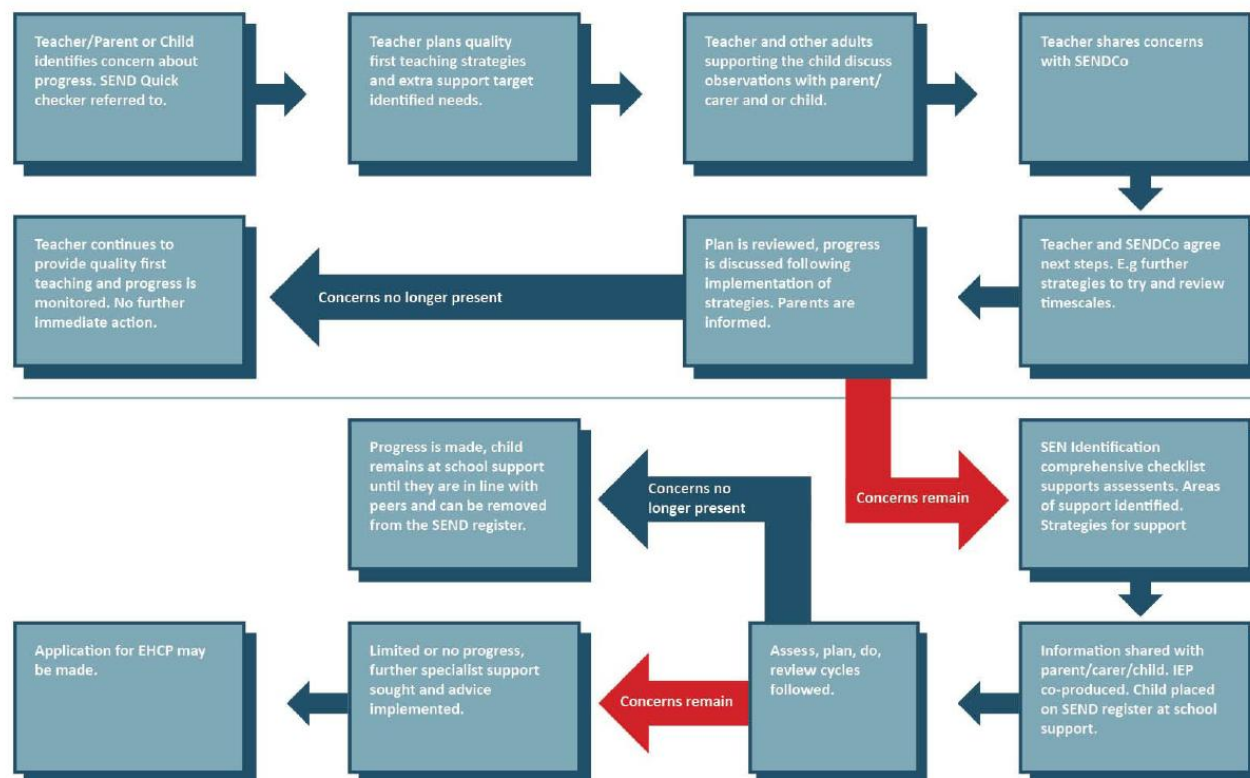 Teacher/Parent or Child
identifies concern about
progress. SEND Quick
checker referred to.
Teacher plans quality
first teaching strategies
and extra support target
identified needs.
Teacher and other adults
supporting the child discuss
observations with parent/
carer and or child.
Teacher shares concerns
with SENDCo
Teacher continues to
provide quality first
teaching and progress is
monitored. No further
immediate action.
Concerns no longer present
Plan is reviewed, progress
is discussed following
implementation of
strategies. Parents are
informed.
Teacher and SENDCo agree
next steps. E.g further
strategies to try and review
timescales.
Progress is made, child
remains at school support
until they are in line with
peers and can be removed
from the SEND register.
Concerns no
longer present
Concerns remain
SEN Identification
comprehensive checklist
supports assessents. Areas
of support identified.
Strategies for support
Application for EHCP may
be made.
Limited or no progress,
further specialist support
sought and advice
implemented.
Concerns remain
Assess, plan, do,
review cycles
followed.
Information shared with
parent/carer/child. IEP
co-produced. Child placed
on SEND register at school
support.